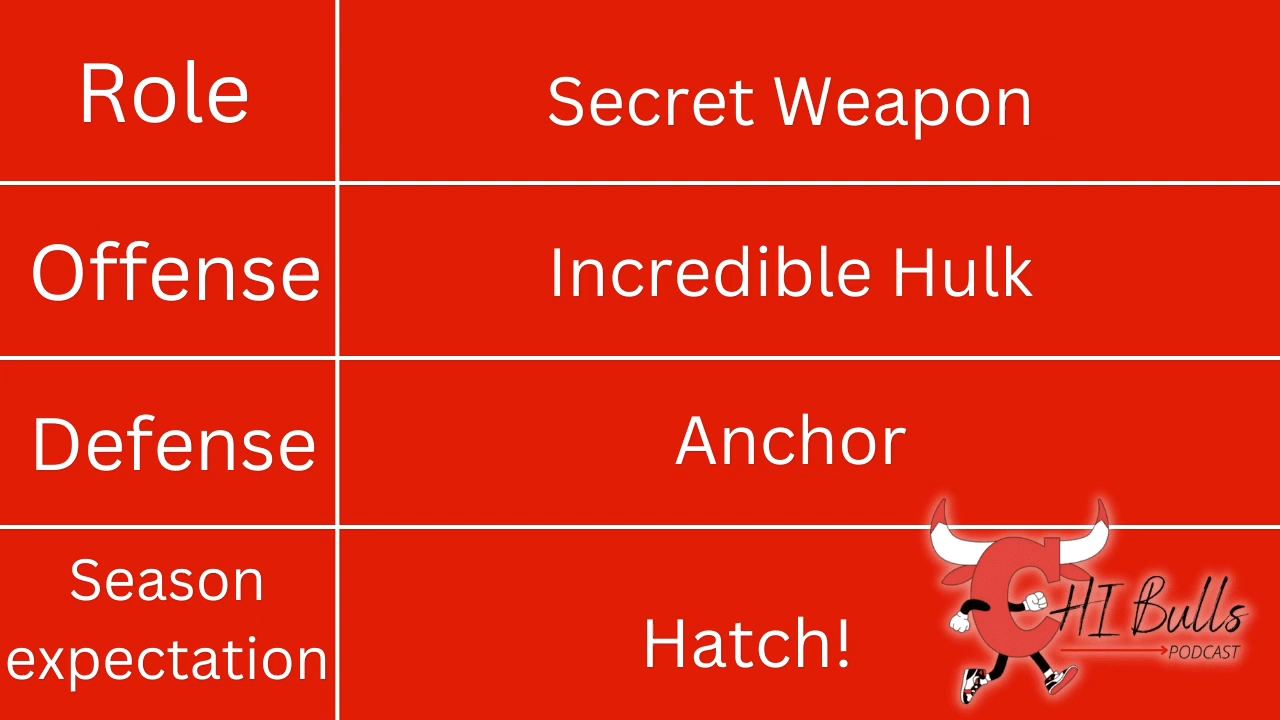 Role
Secret Weapon
Offense
Incredible Hulk
Defense
Anchor
Season
expectation
Hatch!
CHI Bulls
PODCAST